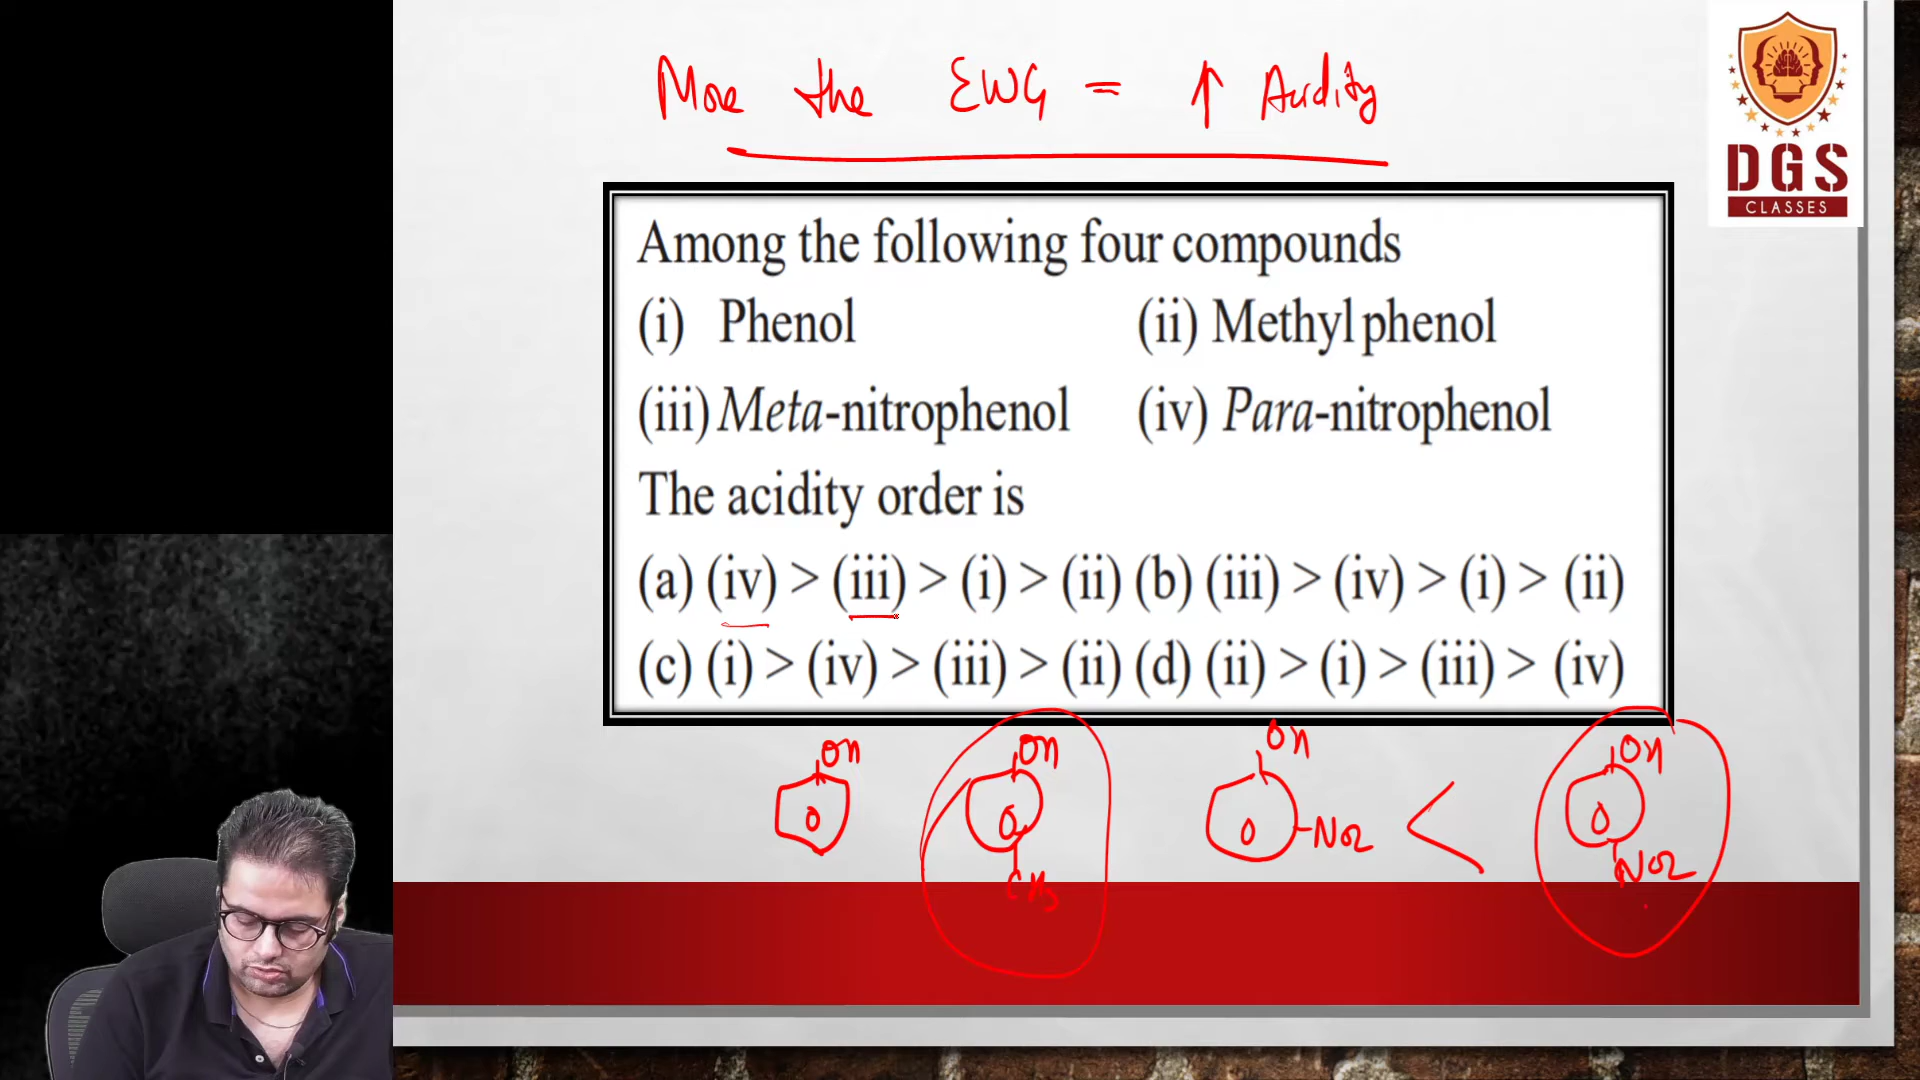 More the EWG = ↑ Acidity
DGS
CLASSES
Among the following four compounds
(i) Phenol (ii) Methyl phenol
(iii) Meta-nitrophenol (iv) Para-nitrophenol
The acidity order is
(a) (iv) > (iii) > (i) > (ii) (b) (iii) > (iv) > (i) > (ii)
(c) (i) > (iv) > (iii) > (ii) (d) (ii) > (i) > (iii) > (iv)
OH OH OH OH
NO2 < NO2
CH3